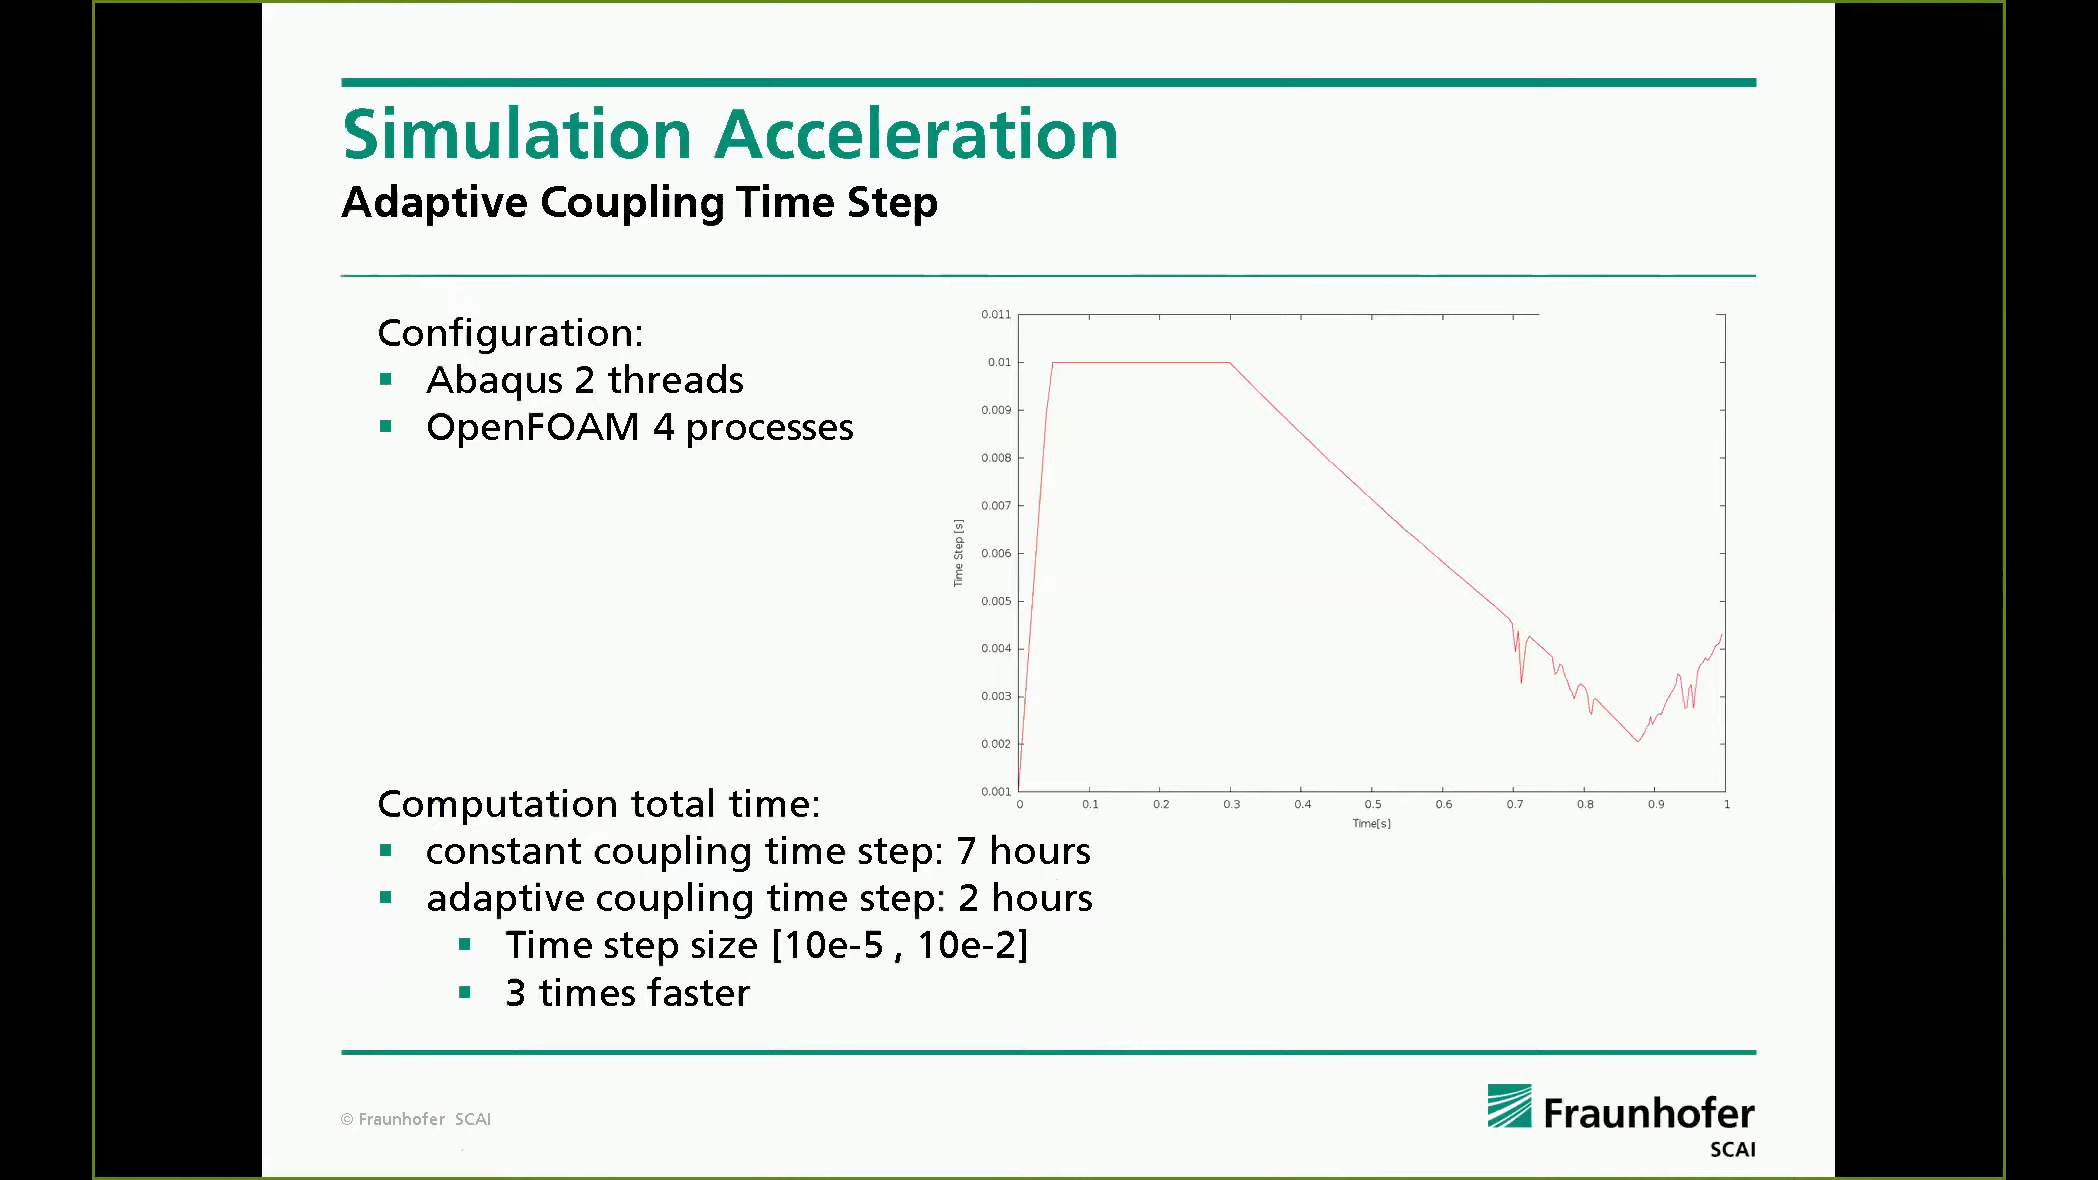 Simulation Acceleration
Adaptive Coupling Time Step
Configuration:
Abaqus 2 threads
OpenFOAM 4 processes
0.011
0.01
0.009
0.008
0.007
0.006
0.005
0.004
0.003
0.002
0.001
Time Step [s]
0 0.1 0.2 0.3 0.4 0.5 0.6 0.7 0.8 0.9 1
Time[s]
Computation total time:
constant coupling time step: 7 hours
adaptive coupling time step: 2 hours
Time step size [10e-5 , 10e-2]
3 times faster
© Fraunhofer SCAI
Fraunhofer
SCAI